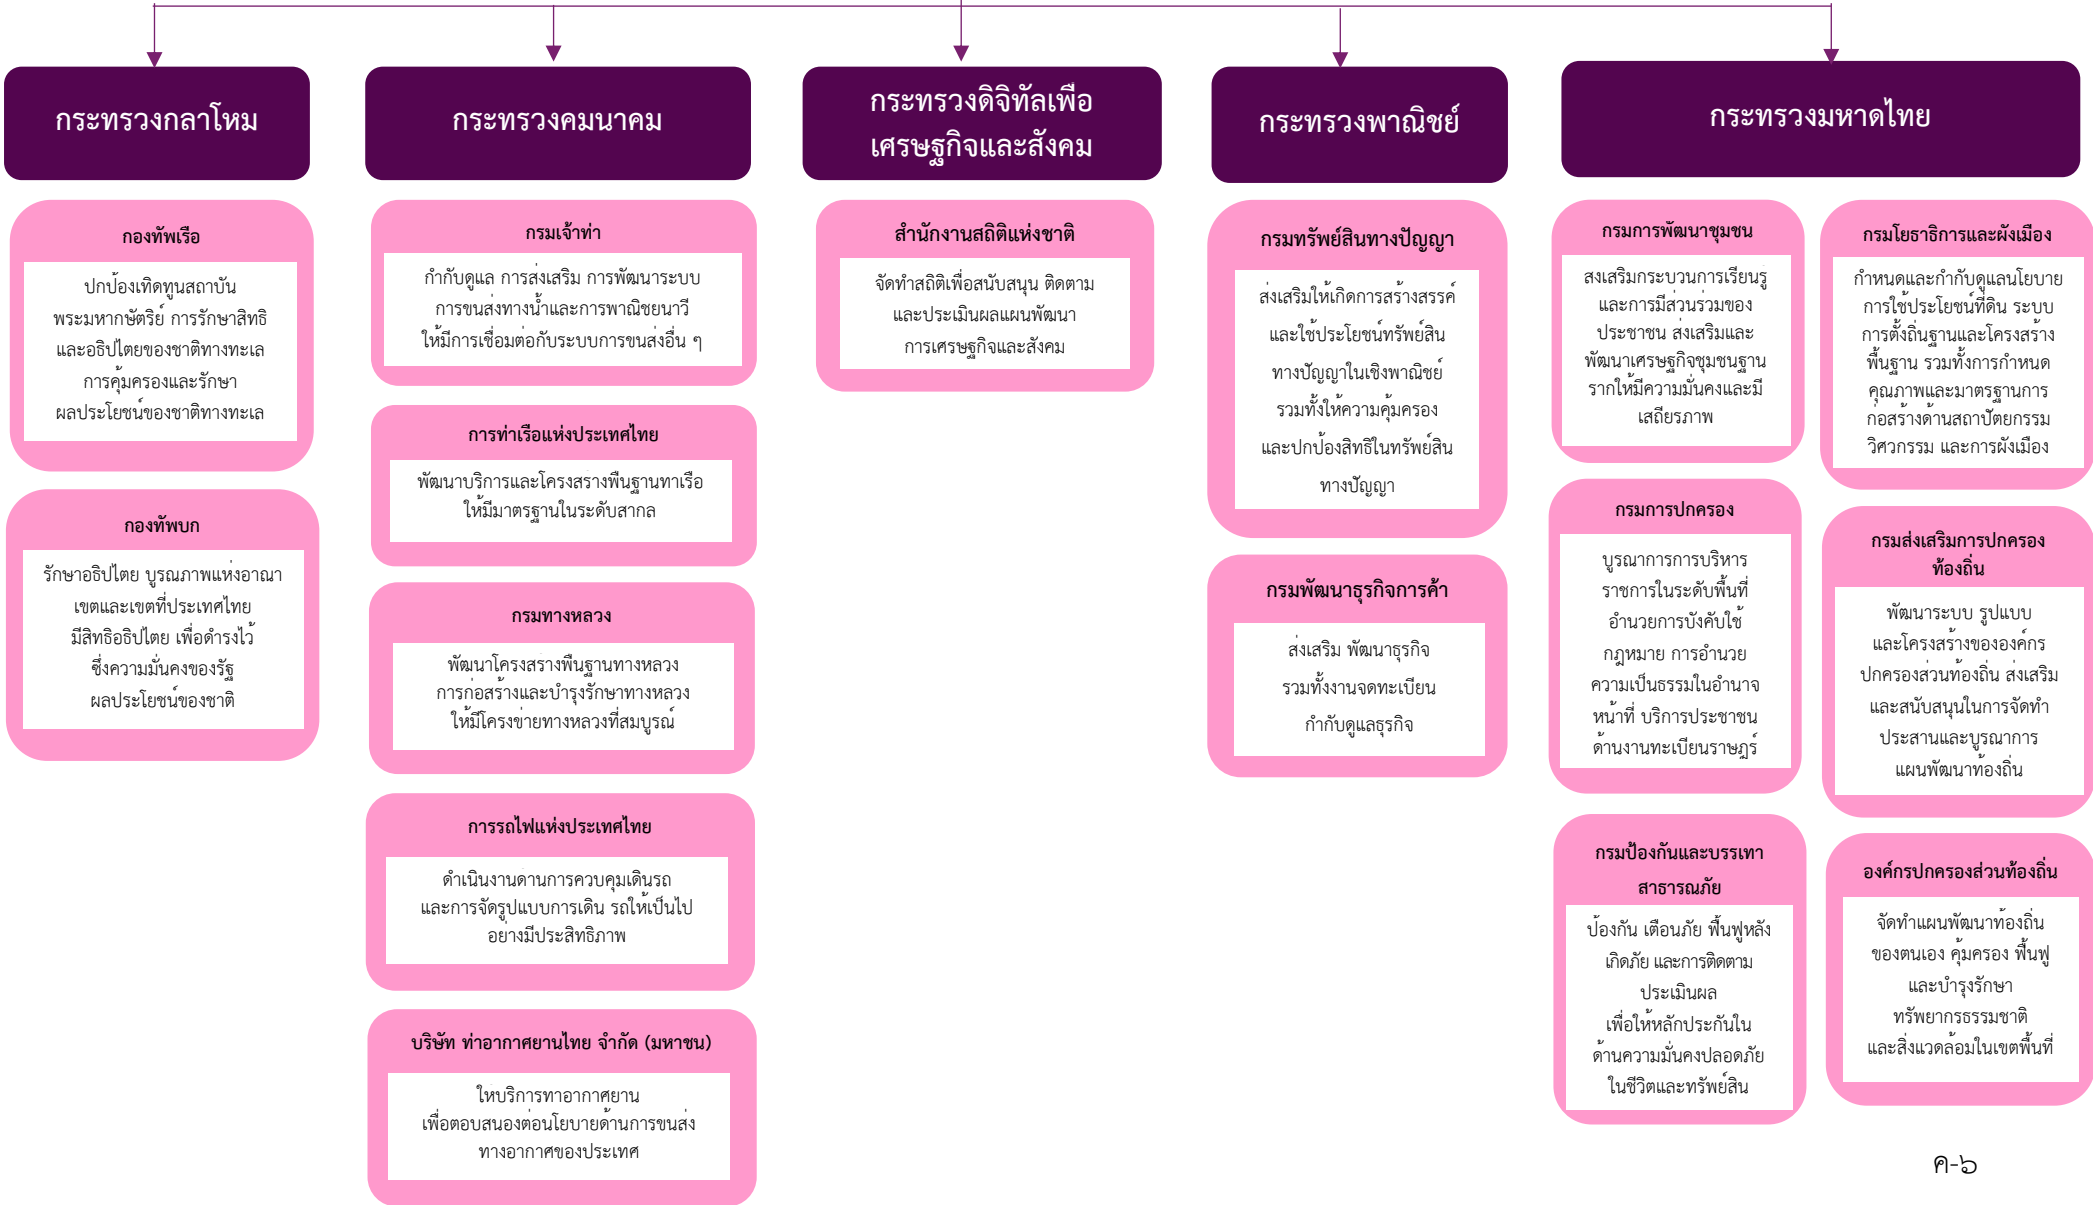 กระทรวงกลาโหม
กองทัพเรือ
ปกป้องเทิดทูนสถาบัน
พระมหากษัตริย์ การรักษาสิทธิ
และอธิปไตยของชาติทางทะเล
การคุ้มครองและรักษา
ผลประโยชน์ของชาติทางทะเล
กองทัพบก
รักษาอธิปไตย บูรณภาพแห่งอาณา
เขตและเขตที่ประเทศไทย
มีสิทธิอธิปไตย เพื่อดำรงไว้
ซึ่งความมั่นคงของรัฐ
ผลประโยชน์ของชาติ
กระทรวงคมนาคม
กรมเจ้าท่า
กำกับดูแล การส่งเสริม การพัฒนาระบบ
การขนส่งทางน้ำและการพาณิชยนาวี
ให้มีการเชื่อมต่อกับระบบการขนส่งอื่น ๆ
การท่าเรือแห่งประเทศไทย
พัฒนาบริการและโครงสรางพืนฐานทาเรือ
ให้มีมาตรฐานในระดับสากล
กรมทางหลวง
พัฒนาโครงสรางพืนฐานทางหลวง
การก่อสร้างและบำรุงรักษาทางหลวง
ให้มีโครงข่ายทางหลวงที่สมบูรณ์
การรถไฟแห่งประเทศไทย
ดำเนินงานดานการควบคุมเดินรถ
และการจัดรูปแบบการเดิน รถให้เป็นไป
อย่างมีประสิทธิภาพ
บริษัท ท่าอากาศยานไทย จำกัด (มหาชน)
ให้บริการทาอากาศยาน
เพื่อตอบสนองต่อนโยบายด้านการขนส่ง
ทางอากาศของประเทศ
กระทรวงดิจิทัลเพื่อ
เศรษฐกิจและสังคม
สำนักงานสถิติแห่งชาติ
จัดทำสถิติเพื่อสนับสนุน ติดตาม
และประเมินผลแผนพัฒนา
การเศรษฐกิจและสังคม
กระทรวงพาณิชย์
กรมทรัพย์สินทางปัญญา
ส่งเสริมให้เกิดการสร้างสรรค์
และใช้ประโยชน์ทรัพย์สิน
ทางปัญญาในเชิงพาณิชย์
รวมทั้งให้ความคุ้มครอง
และปกป้องสิทธิในทรัพย์สิน
ทางปัญญา
กรมพัฒนาธุรกิจการค้า
ส่งเสริม พัฒนาธุรกิจ
รวมทั้งงานจดทะเบียน
กำกับดูแลธุรกิจ
กระทรวงมหาดไทย
กรมการพัฒนาชุมชน
สงเสริมกระบวนการเรียนรู
และการมีส่วนร่วมของ
ประชาชน ส่งเสริมและ
พัฒนาเศรษฐกิจชุมชนฐาน
รากให้มีความมั่นคงและมี
เสถียรภาพ
กรมการปกครอง
บูรณาการการบริหาร
ราชการในระดับพื้นที่
อำนวยการบังคับใช้
กฎหมาย การอำนวย
ความเป็นธรรมในอำนาจ
หน้าที่ บริการประชาชน
ด้านงานทะเบียนราษฎร์
กรมป้องกันและบรรเทา
สาธารณภัย
ป้องกัน เตือนภัย ฟื้นฟูหลัง
เกิดภัย และการติดตาม
ประเมินผล
เพื่อให้หลักประกันใน
ด้านความมั่นคงปลอดภัย
ในชีวิตและทรัพย์สิน
กรมโยธาธิการและผังเมือง
กำหนดและกำกับดูแลนโยบาย
การใช้ประโยชน์ที่ดิน ระบบ
การตั้งถิ่นฐานและโครงสร้าง
พื้นฐาน รวมทั้งการกำหนด
คุณภาพและมาตรฐานการ
ก่อสร้างด้านสถาปัตยกรรม
วิศวกรรม และการผังเมือง
กรมส่งเสริมการปกครอง
ท้องถิ่น
พัฒนาระบบ รูปแบบ
และโครงสร้างขององค์กร
ปกครองส่วนท้องถิ่น ส่งเสริม
และสนับสนุนในการจัดทำ
ประสานและบูรณาการ
แผนพัฒนาท้องถิ่น
องค์กรปกครองส่วนท้องถิ่น
จัดทำแผนพัฒนาท้องถิ่น
ของตนเอง คุ้มครอง ฟื้นฟู
และบำรุงรักษา
ทรัพยากรธรรมชาติ
และสิ่งแวดล้อมในเขตพื้นที่
ค-๖